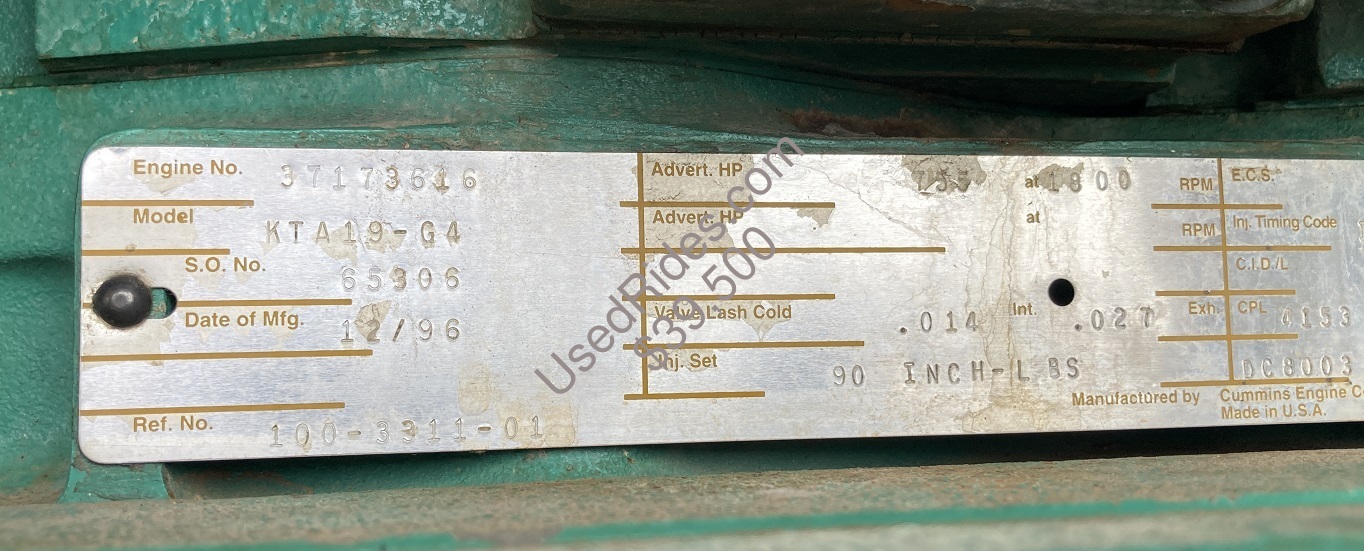 Engine No. 37173616
Model KTA19-G4
S.O. No. 65306
Date of Mfg. 12/96
Ref. No. 100-3311-01
Advert. HP 755 at 1800 RPM
Advert. HP at RPM
Valve Lash Cold .014 Int. .027 Exh.
Inj. Set 90 INCH-LBS
E.C.S.
Inj. Timing Code
C.I.D./L
CPL 4153
DC8003
Manufactured by Cummins Engine
Made in U.S.A.
UsedRides.com
$39,500